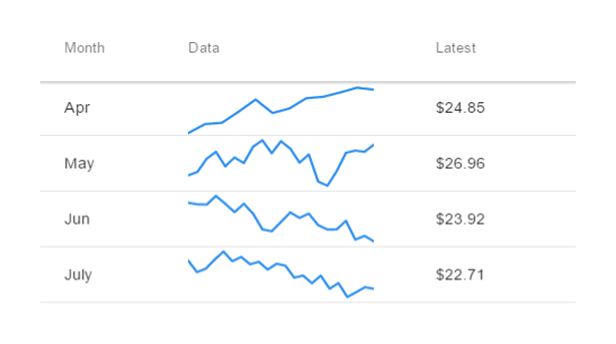 Month Data Latest
Apr $24.85
May $26.96
Jun $23.92
July $22.71